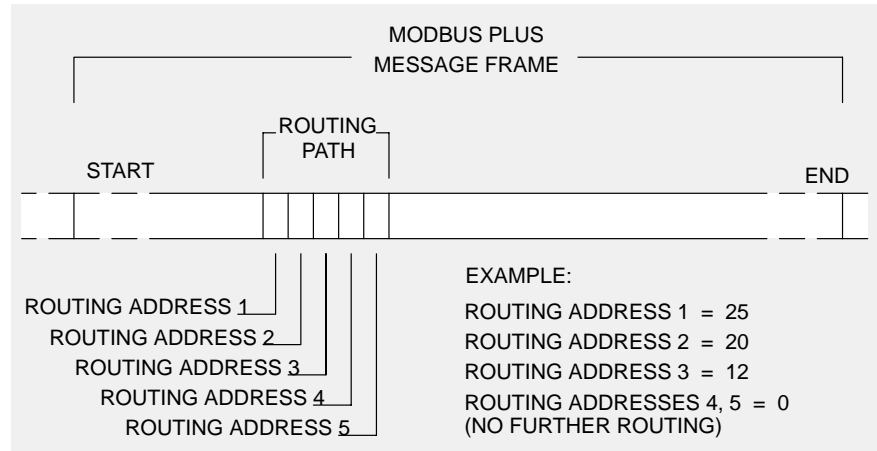 MODBUS PLUS
MESSAGE FRAME
ROUTING
PATH
START
END
ROUTING ADDRESS 1
ROUTING ADDRESS 2
ROUTING ADDRESS 3
ROUTING ADDRESS 4
ROUTING ADDRESS 5
EXAMPLE:
ROUTING ADDRESS 1 = 25
ROUTING ADDRESS 2 = 20
ROUTING ADDRESS 3 = 12
ROUTING ADDRESSES 4, 5 = 0
(NO FURTHER ROUTING)